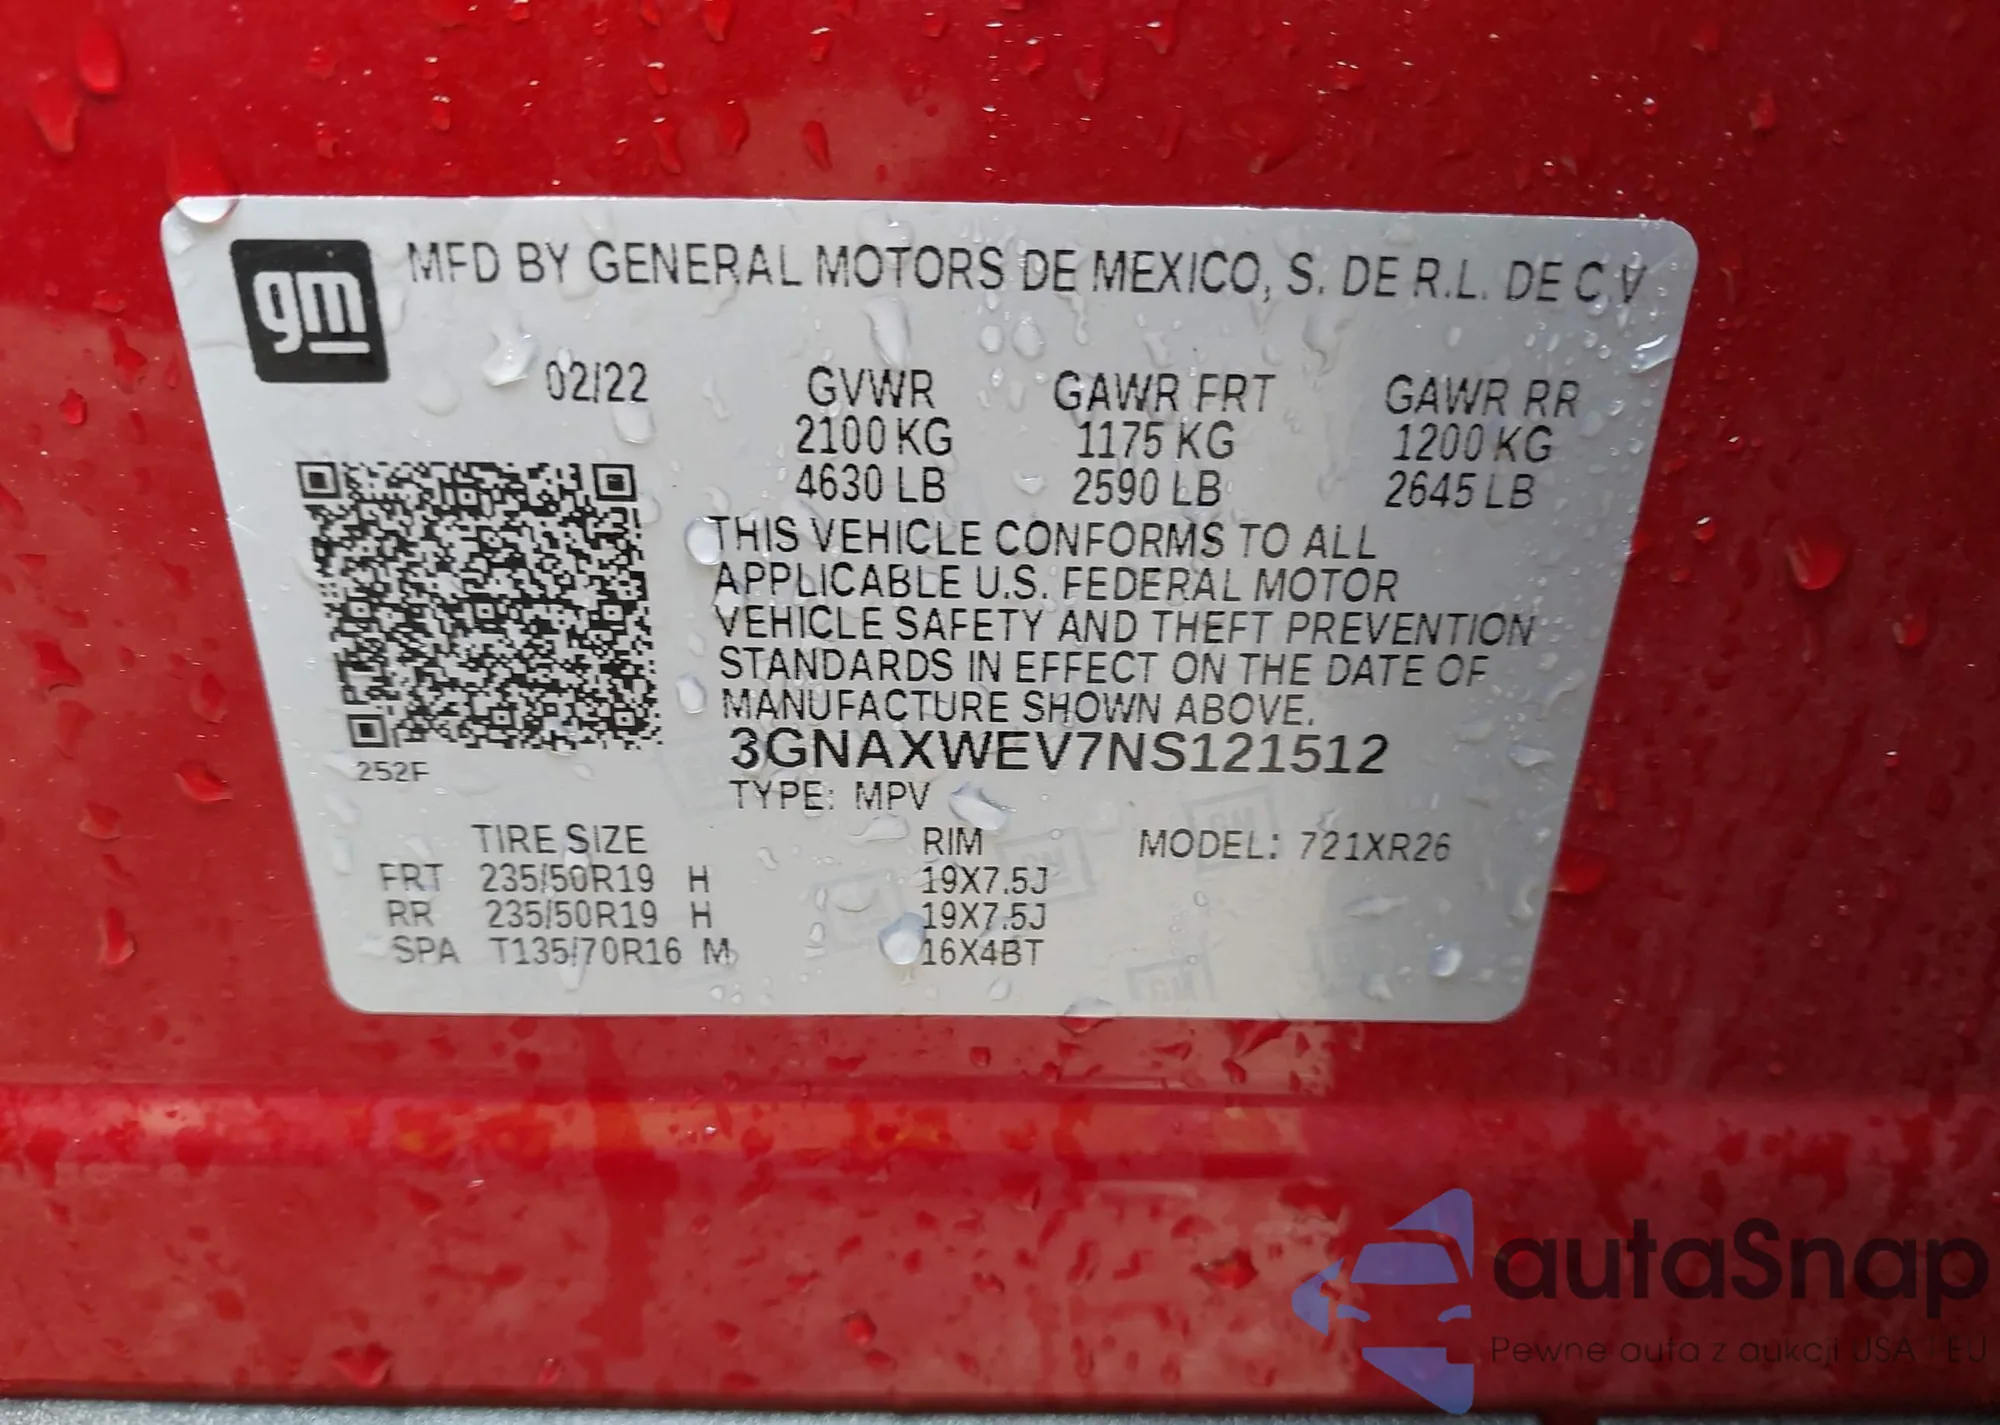 gm
MFD BY GENERAL MOTORS DE MEXICO, S. DE R.L. DE C.V
02/22 GVWR GAWR FRT GAWR RR
2100 KG 1175 KG 1200 KG
4630 LB 2590 LB 2645 LB
THIS VEHICLE CONFORMS TO ALL
APPLICABLE U.S. FEDERAL MOTOR
VEHICLE SAFETY AND THEFT PREVENTION
STANDARDS IN EFFECT ON THE DATE OF
MANUFACTURE SHOWN ABOVE.
3GNAXWEV7NS121512
252F
TYPE: MPV
TIRE SIZE RIM MODEL: 721XR26
FRT 235/50R19 H 19X7.5J
RR 235/50R19 H 19X7.5J
SPA T135/70R16 M 16X4BT
autaSnap
Pewne auta z aukcji USA i EU